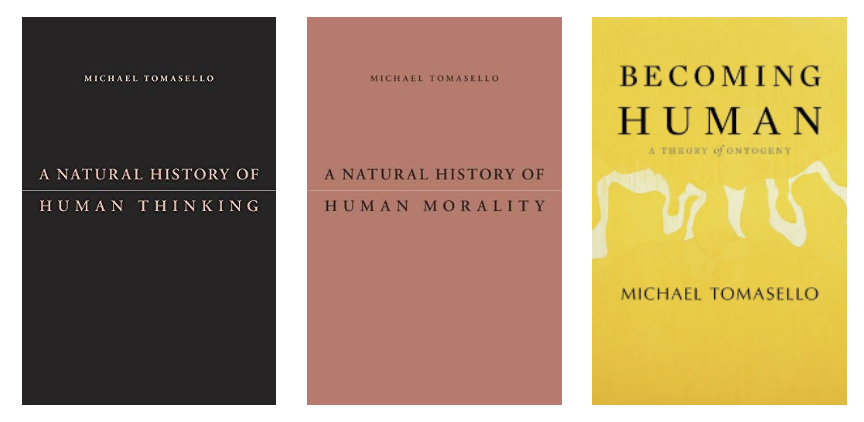 MICHAEL TOMASELLO
A NATURAL HISTORY OF
HUMAN THINKING
MICHAEL TOMASELLO
A NATURAL HISTORY OF
HUMAN MORALITY
BECOMING
HUMAN
A THEORY of ONTOGENY
MICHAEL TOMASELLO